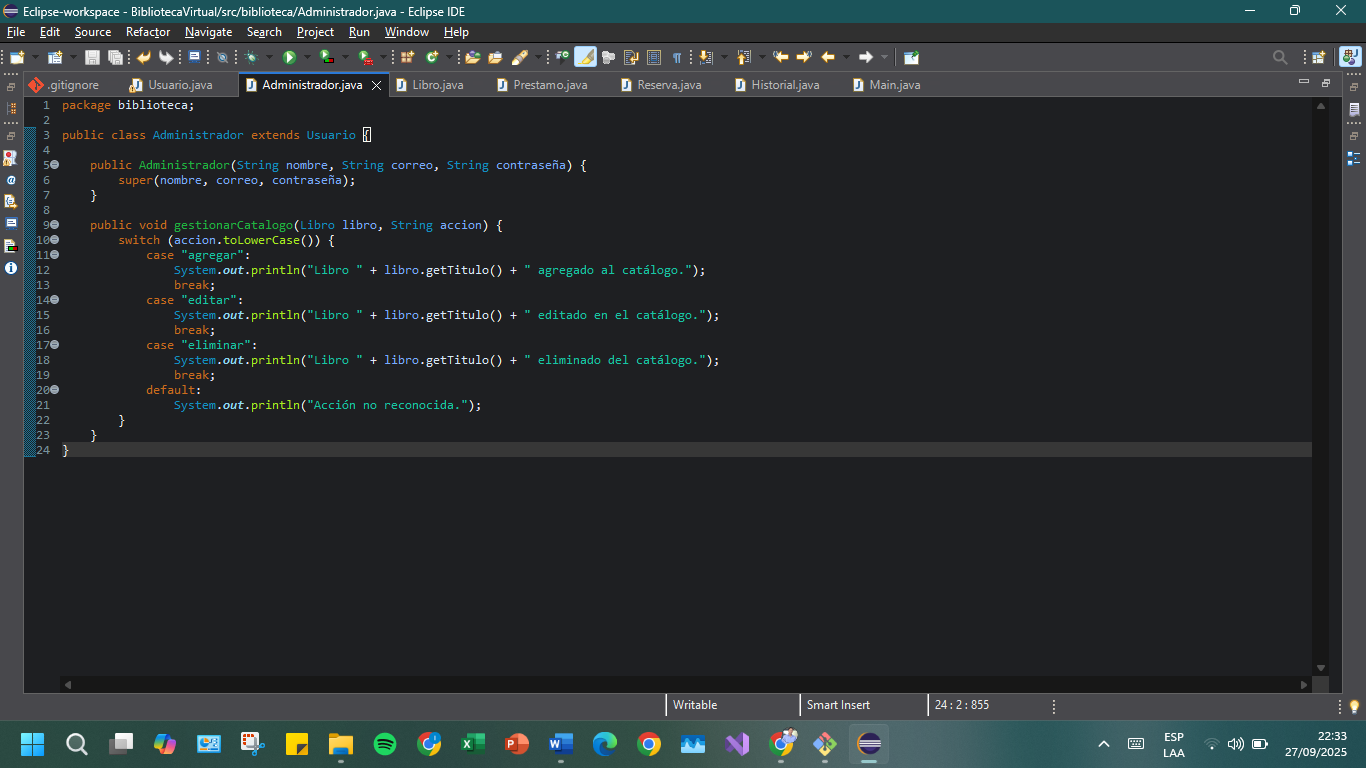 Eclipse-workspace - BibliotecaVirtual/src/biblioteca/Administrador.java - Eclipse IDE
File Edit Source Refactor Navigate Search Project Run Window Help
.gitignore Usuario.java Administrador.java Libro.java Prestamo.java Reserva.java Historial.java Main.java
1 package biblioteca;
2
3 public class Administrador extends Usuario {
4
5 public Administrador(String nombre, String correo, String contraseña) {
6 super(nombre, correo, contraseña);
7 }
8
9 public void gestionarCatalogo(Libro libro, String accion) {
10 switch (accion.toLowerCase()) {
11 case "agregar":
12 System.out.println("Libro " + libro.getTitulo() + " agregado al catálogo.");
13 break;
14 case "editar":
15 System.out.println("Libro " + libro.getTitulo() + " editado en el catálogo.");
16 break;
17 case "eliminar":
18 System.out.println("Libro " + libro.getTitulo() + " eliminado del catálogo.");
19 break;
20 default:
21 System.out.println("Acción no reconocida.");
22 }
23 }
24 }
Writable Smart Insert 24 : 2 : 855
ESP 22:33
LAA 27/09/2025